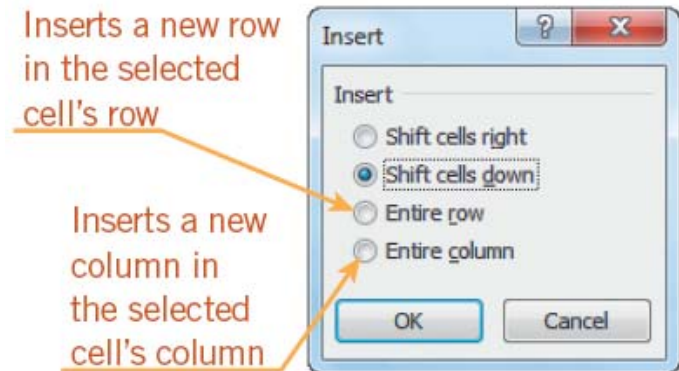 Inserts a new row
in the selected
cell's row
Inserts a new
column in
the selected
cell's column
Insert
?
Insert
Shift cells right
Shift cells down
Entire row
Entire column
OK
Cancel